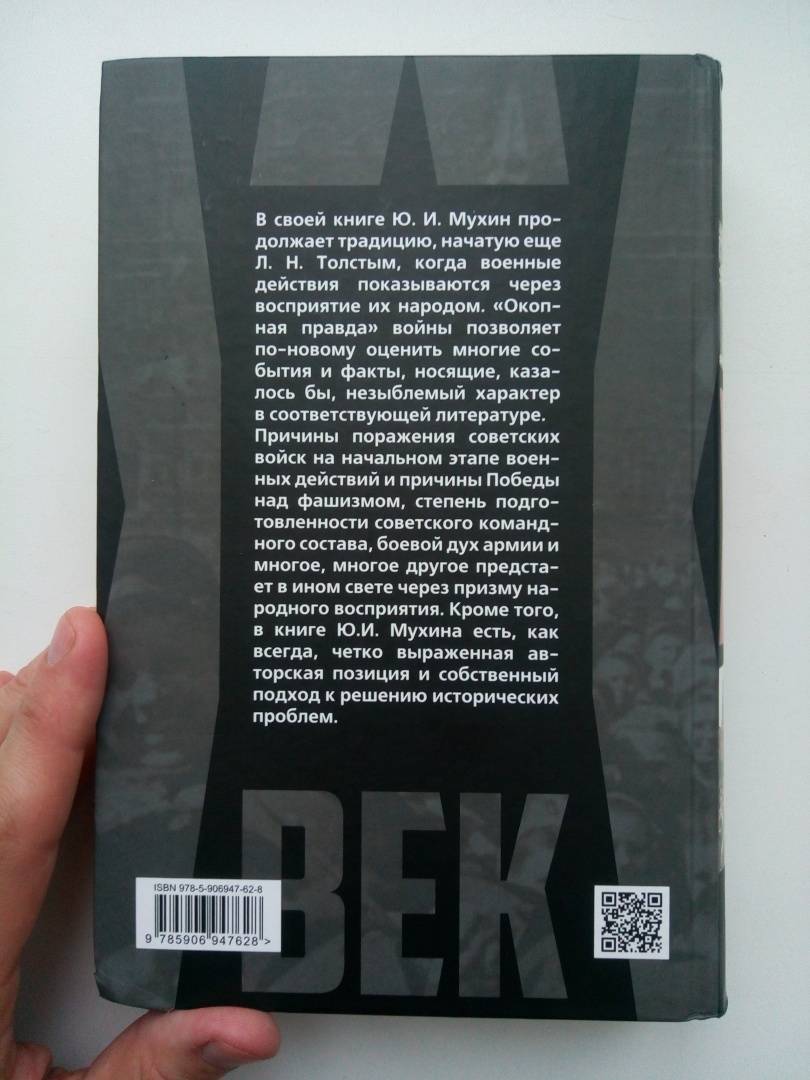 В своей книге Ю. И. Мухин про-
должает традицию, начатую еще
Л. Н. Толстым, когда военные
действия показываются через
восприятие их народом. «Окоп-
ная правда» войны позволяет
по-новому оценить многие со-
бытия и факты, носящие, каза-
лось бы, незыблемый характер
в соответствующей литературе.
Причины поражения советских
войск на начальном этапе воен-
ных действий и причины Победы
над фашизмом, степень подго-
товленности советского команд-
ного состава, боевой дух армии и
многое, многое другое предста-
ет в ином свете через призму на-
родного восприятия. Кроме того,
в книге Ю.И. Мухина есть, как
всегда, четко выраженная ав-
торская позиция и собственный
подход к решению исторических
проблем.
ВЕК
ISBN 978-5-906947-62-8
9 785906 947628 >